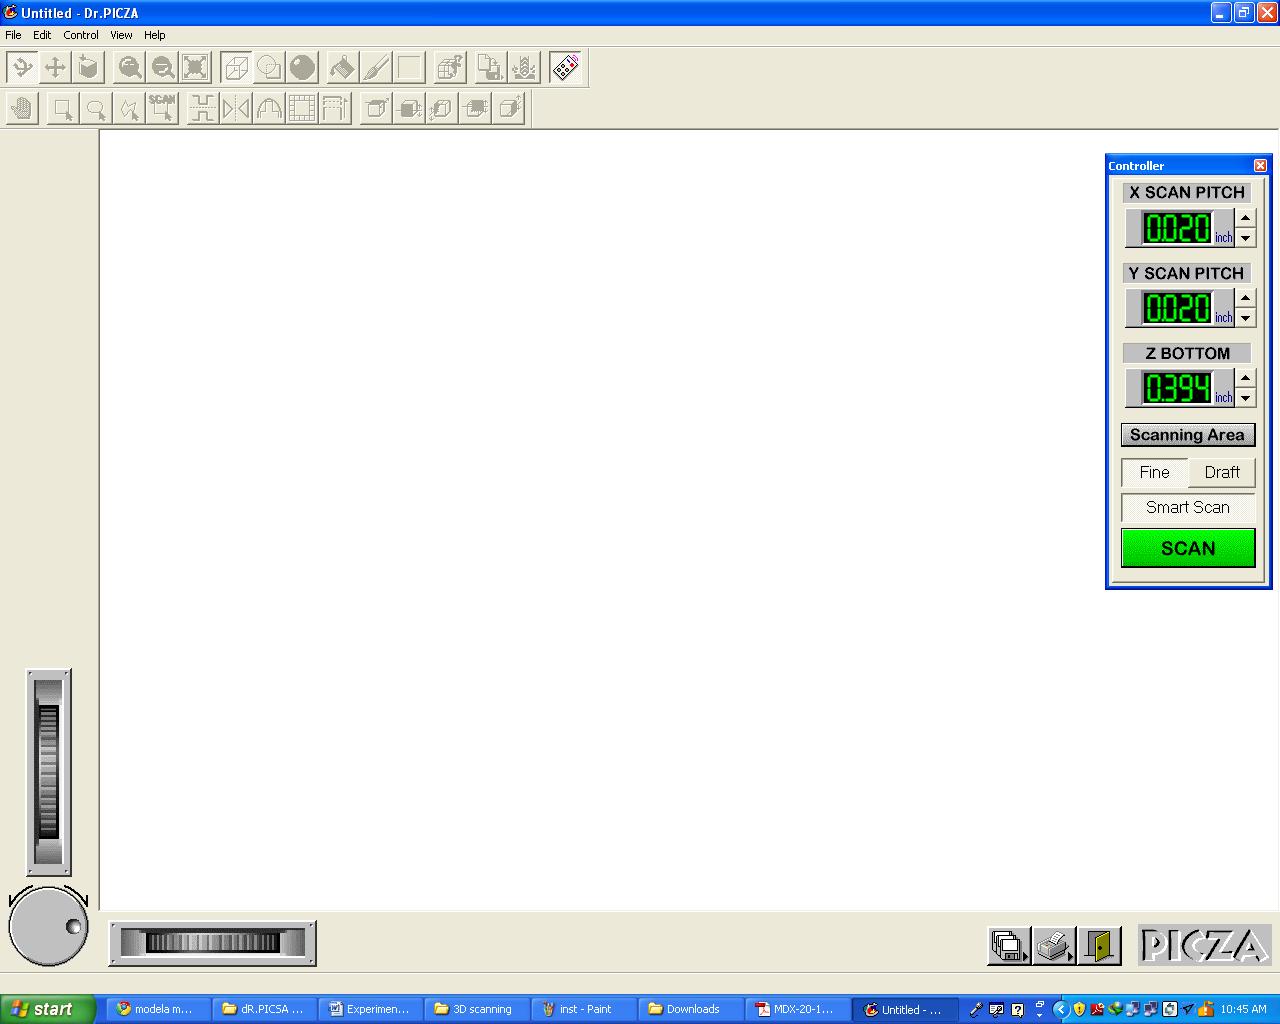 Untitled - Dr.PICZA
File Edit Control View Help
SCAN
Controller
X SCAN PITCH
0.020 inch
Y SCAN PITCH
0.020 inch
Z BOTTOM
0.394 inch
Scanning Area
Fine Draft
Smart Scan
SCAN
PICZA
start modela m... dR.PICSA ... Experimen... 3D scanning inst - Paint Downloads MDX-20-1... Untitled - ... 10:45 AM